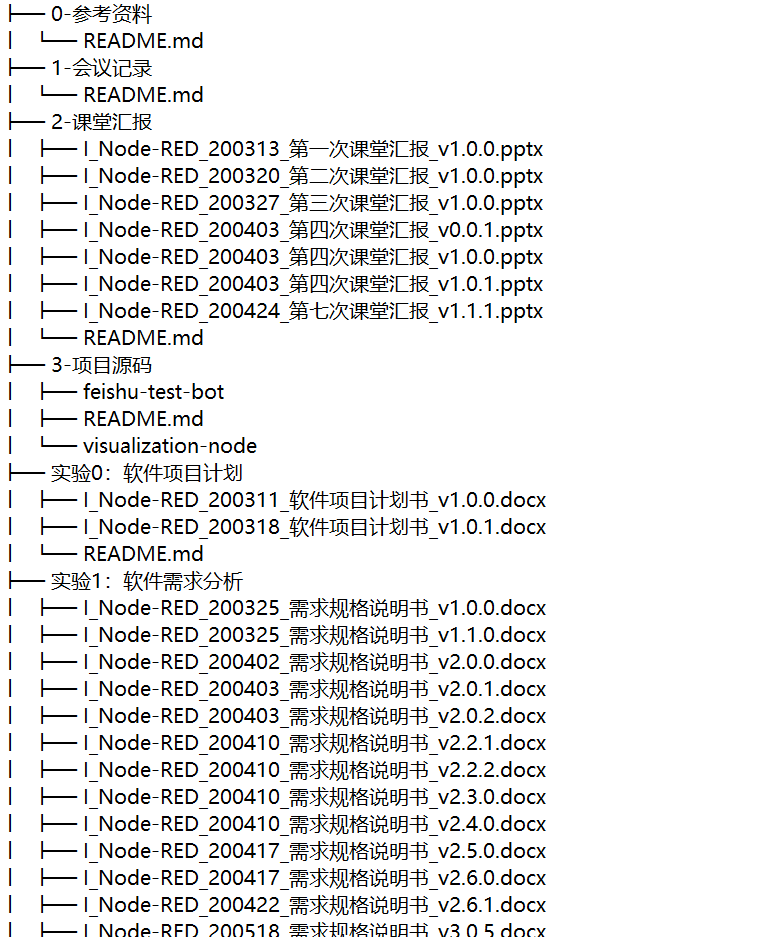 ├── 0-参考资料
|   └── README.md
├── 1-会议记录
|   └── README.md
├── 2-课堂汇报
|   ├── I_Node-RED_200313_第一次课堂汇报_v1.0.0.pptx
|   ├── I_Node-RED_200320_第二次课堂汇报_v1.0.0.pptx
|   ├── I_Node-RED_200327_第三次课堂汇报_v1.0.0.pptx
|   ├── I_Node-RED_200403_第四次课堂汇报_v0.0.1.pptx
|   ├── I_Node-RED_200403_第四次课堂汇报_v1.0.0.pptx
|   ├── I_Node-RED_200403_第四次课堂汇报_v1.0.1.pptx
|   ├── I_Node-RED_200424_第七次课堂汇报_v1.1.1.pptx
|   └── README.md
├── 3-项目源码
|   ├── feishu-test-bot
|   ├── README.md
|   └── visualization-node
├── 实验0：软件项目计划
|   ├── I_Node-RED_200311_软件项目计划书_v1.0.0.docx
|   ├── I_Node-RED_200318_软件项目计划书_v1.0.1.docx
|   └── README.md
├── 实验1：软件需求分析
|   ├── I_Node-RED_200325_需求规格说明书_v1.0.0.docx
|   ├── I_Node-RED_200325_需求规格说明书_v1.1.0.docx
|   ├── I_Node-RED_200402_需求规格说明书_v2.0.0.docx
|   ├── I_Node-RED_200403_需求规格说明书_v2.0.1.docx
|   ├── I_Node-RED_200403_需求规格说明书_v2.0.2.docx
|   ├── I_Node-RED_200410_需求规格说明书_v2.2.1.docx
|   ├── I_Node-RED_200410_需求规格说明书_v2.2.2.docx
|   ├── I_Node-RED_200410_需求规格说明书_v2.3.0.docx
|   ├── I_Node-RED_200410_需求规格说明书_v2.4.0.docx
|   ├── I_Node-RED_200417_需求规格说明书_v2.5.0.docx
|   ├── I_Node-RED_200417_需求规格说明书_v2.6.0.docx
|   ├── I_Node-RED_200422_需求规格说明书_v2.6.1.docx
|   ├── I_Node-RED_200518_需求规格说明书_v3.0.5.docx